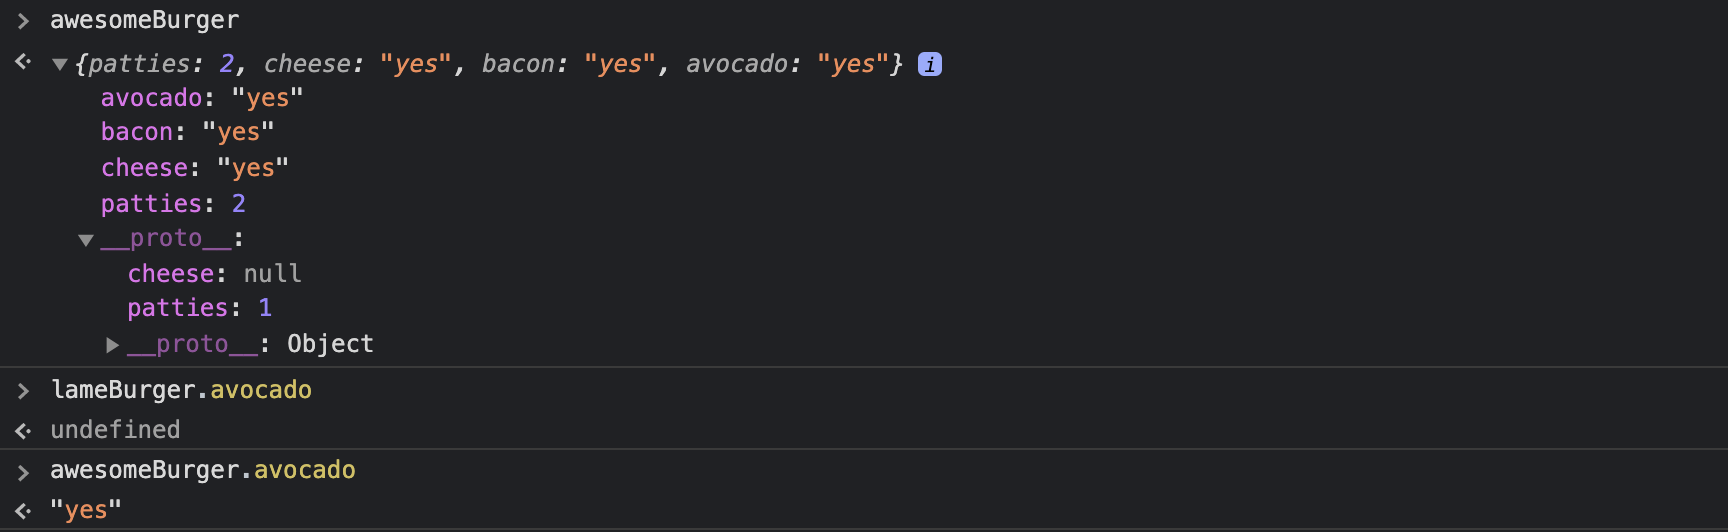 > awesomeBurger
{patties: 2, cheese: "yes", bacon: "yes", avocado: "yes"} i
avocado: "yes"
bacon: "yes"
cheese: "yes"
patties: 2
__proto__:
cheese: null
patties: 1
__proto__: Object
> lameBurger.avocado
undefined
> awesomeBurger.avocado
"yes"